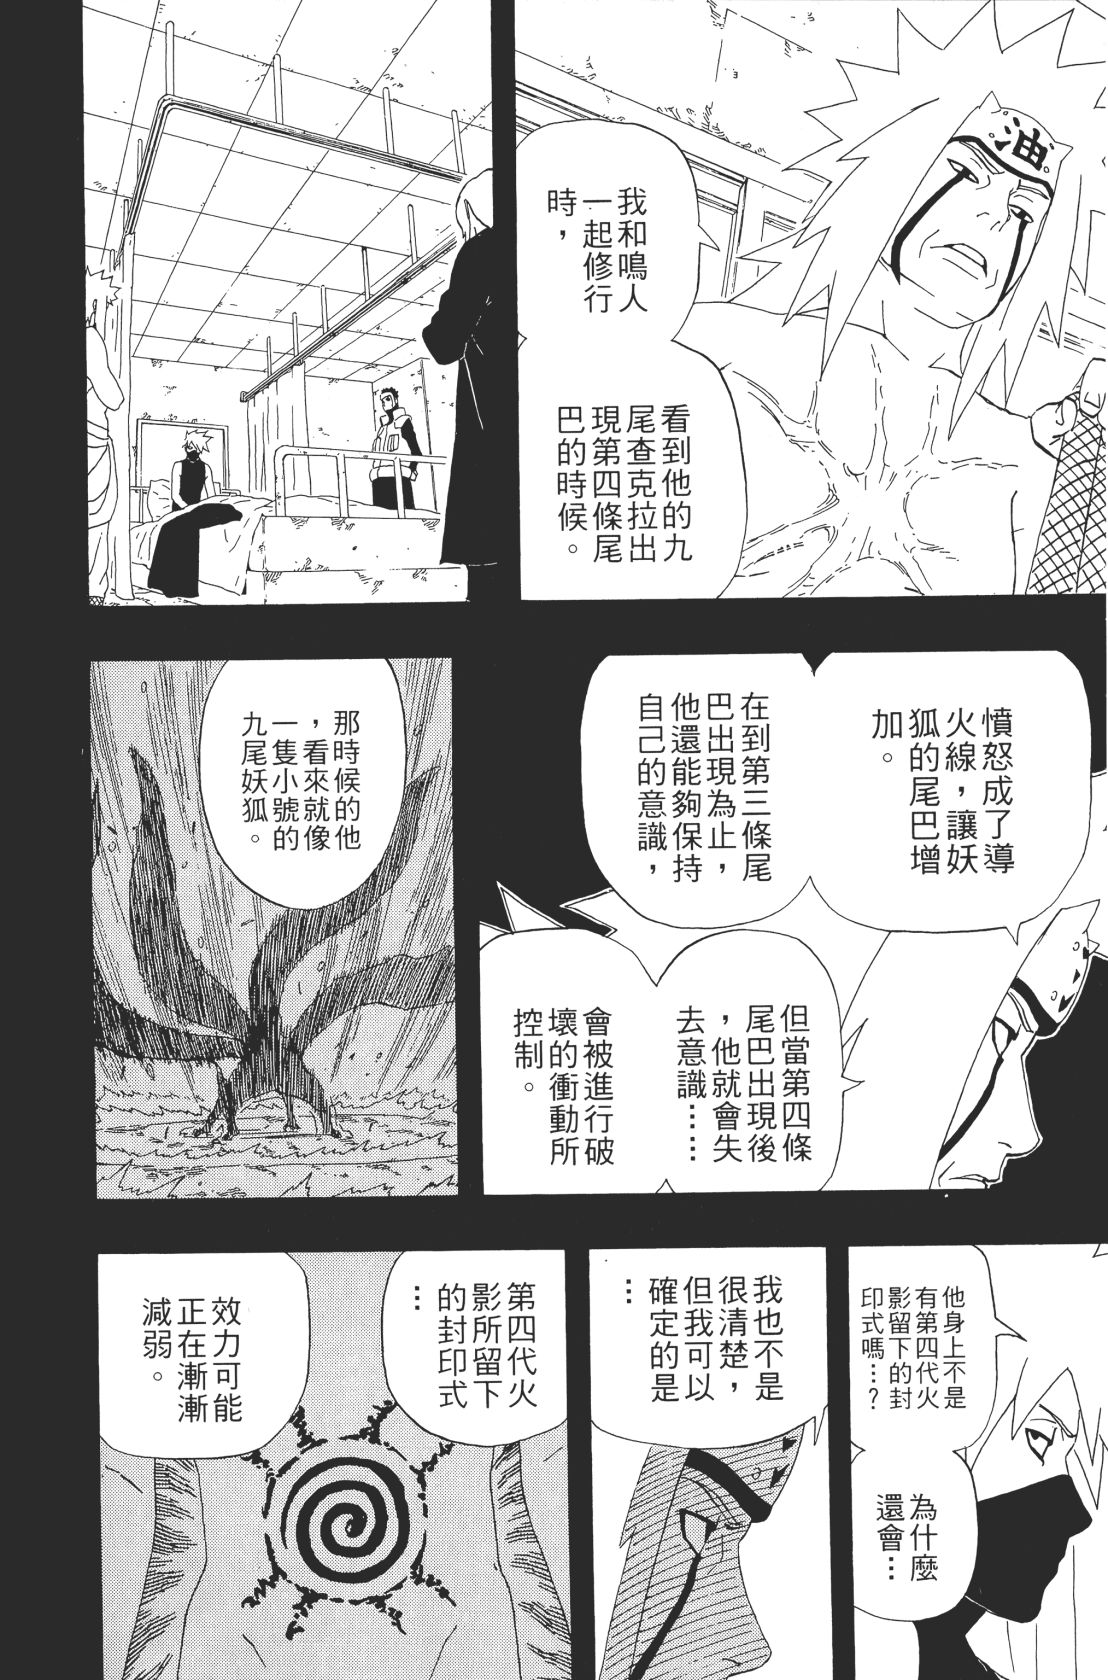 油
我和鳴人
一起修行
時，
看到他的九
尾查克拉出
現第四條尾
巴的時候。
憤怒成了導
火線，讓妖
狐的尾巴增
加。
在到第三條尾
巴出現為止，
他還能夠保持
自己的意識，
但當第四條
尾巴出現後
，他就會失
去意識……
會被進行破
壞的衝動所
控制。
那時候的他
，看來就像
一隻小號的
九尾妖狐。
他身上不是
有第四代火
影留下的封
印式嗎…?
為什麼
還會…
我也不是
很清楚，
但我可以
確定的是
…
第四代火
影所留下
的封印式
…
效力可能
正在漸漸
減弱。